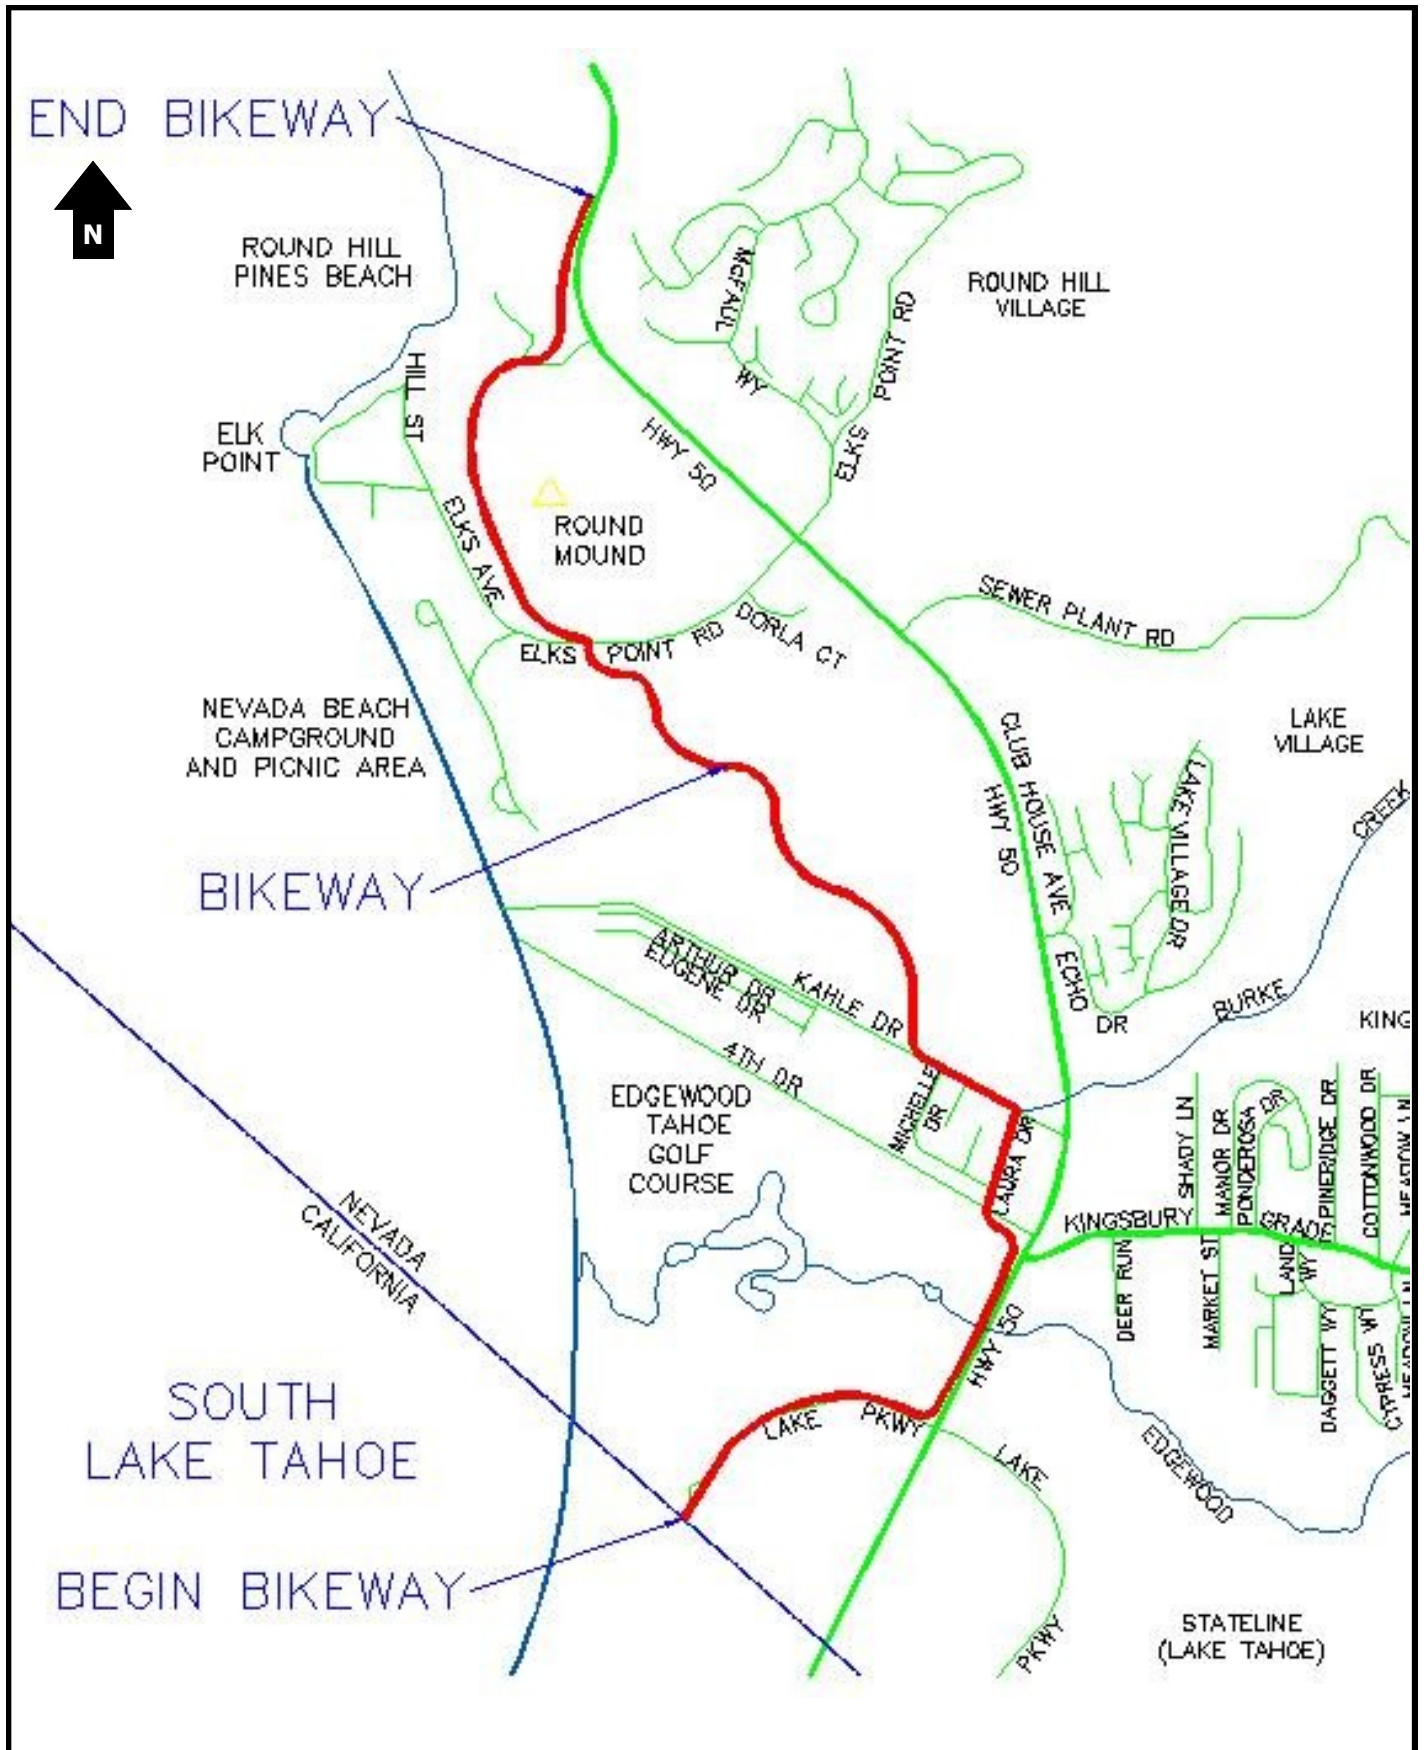 END BIKEWAY
N
ROUND HILL
PINES BEACH
McFAUL
WY
ROUND HILL
VILLAGE
ELKS
POINT RD
HILL ST
ELK
POINT
HWY 50
ELKS AVE
ROUND
MOUND
SEWER PLANT RD
DORLA CT
ELKS POINT RD
NEVADA BEACH
CAMPGROUND
AND PICNIC AREA
CLUB HOUSE AVE
HWY 50
LAKE
VILLAGE
LAKE VILLAGE DR
BIKEWAY
ECHO
DR
BURKE
CREEK
ARTHUR DR
EUGENE DR
KAHLE DR
4TH DR
MICHELLE
DR
LAURA DR
EDGEWOOD
TAHOE
GOLF
COURSE
KING
SHADY LN
MANOR DR
PONDEROSA
DR
PINERIDGE DR
COTTONWOOD DR
MEADOW LN
NEVADA
CALIFORNIA
KINGSBURY
GRADE
DEER RUN
MARKET ST
LAND
WY
DAGGETT WY
CYPRESS WY
HWY 50
SOUTH
LAKE TAHOE
LAKE PKWY
LAKE
PKWY
EDGEWOOD
BEGIN BIKEWAY
STATELINE
(LAKE TAHOE)